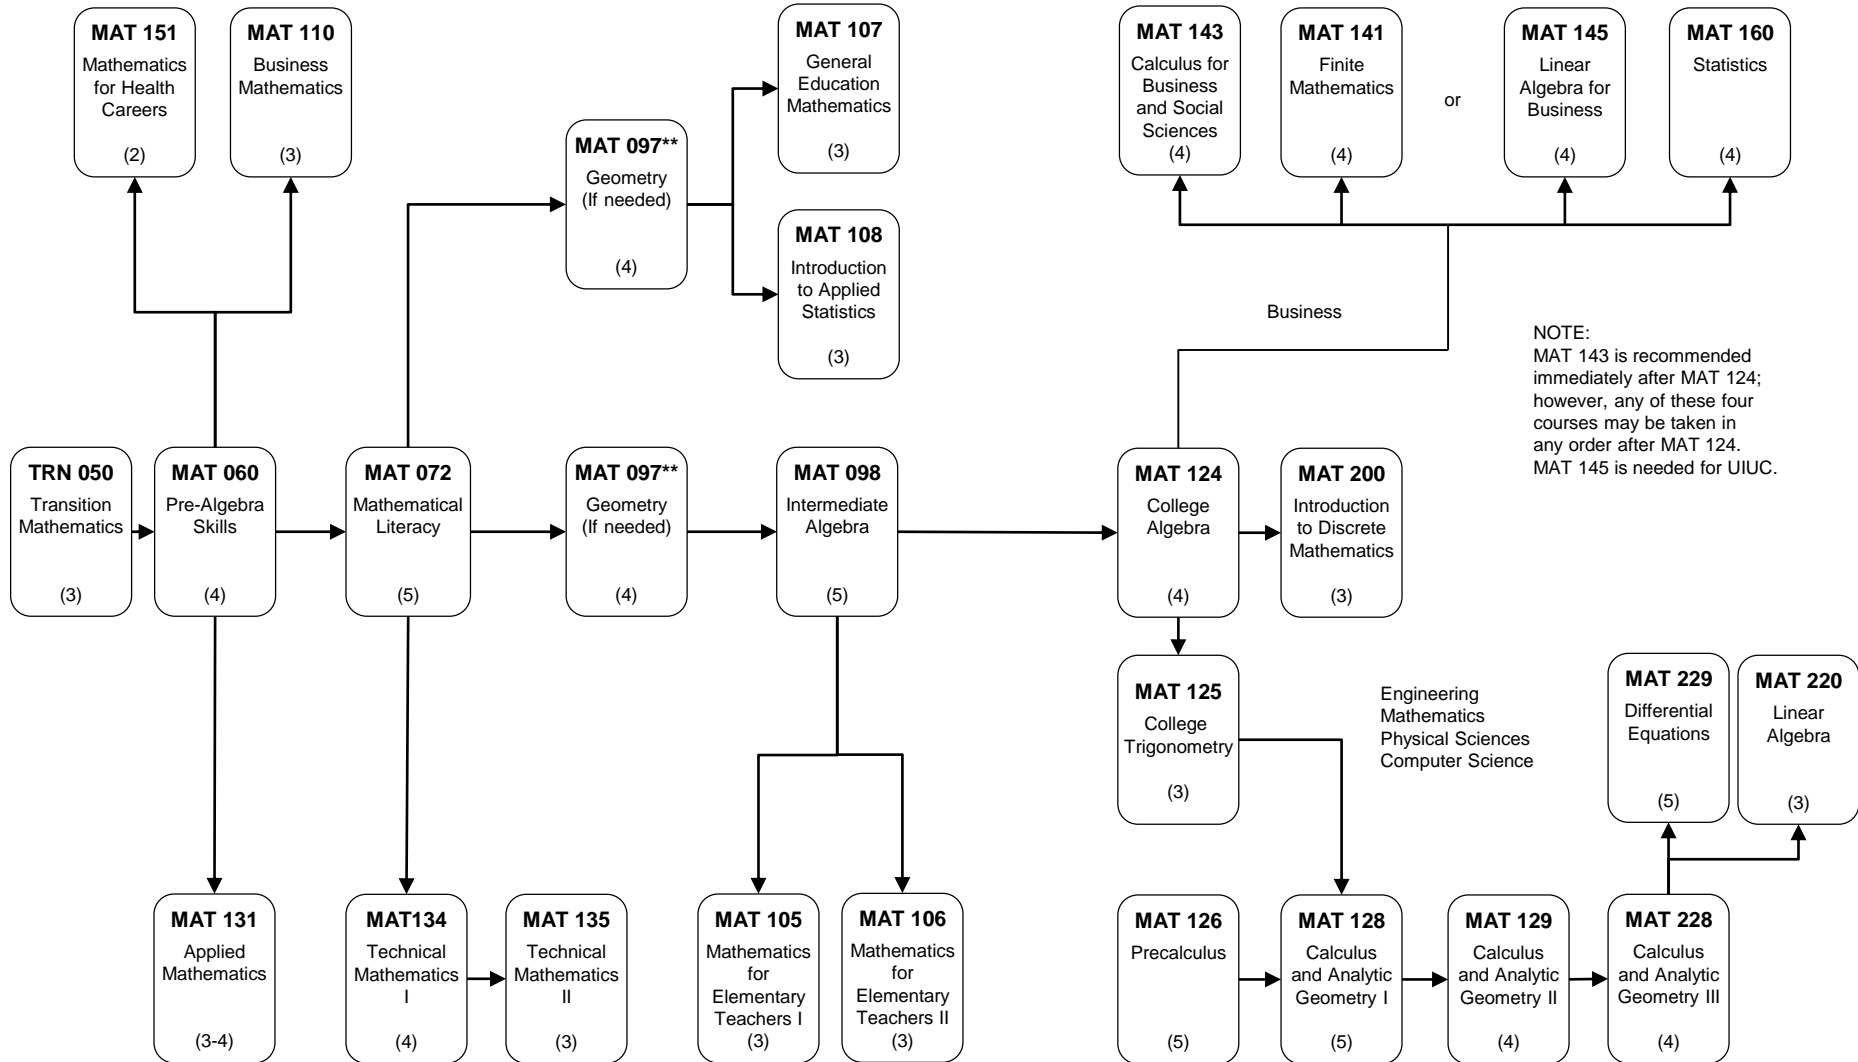 MAT 151
Mathematics
for Health
Careers
(2)
MAT 110
Business
Mathematics
(3)
MAT 107
General
Education
Mathematics
(3)
MAT 143
Calculus for
Business
and Social
Sciences
(4)
MAT 141
Finite
Mathematics
(4)
or
MAT 145
Linear
Algebra for
Business
(4)
MAT 160
Statistics
(4)
MAT 097**
Geometry
(If needed)
(4)
MAT 108
Introduction
to Applied
Statistics
(3)
Business
NOTE:
MAT 143 is recommended
immediately after MAT 124;
however, any of these four
courses may be taken in
any order after MAT 124.
MAT 145 is needed for UIUC.
TRN 050
Transition
Mathematics
(3)
MAT 060
Pre-Algebra
Skills
(4)
MAT 072
Mathematical
Literacy
(5)
MAT 097**
Geometry
(If needed)
(4)
MAT 098
Intermediate
Algebra
(5)
MAT 124
College
Algebra
(4)
MAT 200
Introduction
to Discrete
Mathematics
(3)
MAT 125
College
Trigonometry
(3)
Engineering
Mathematics
Physical Sciences
Computer Science
MAT 229
Differential
Equations
(5)
MAT 220
Linear
Algebra
(3)
MAT 131
Applied
Mathematics
(3-4)
MAT134
Technical
Mathematics
I
(4)
MAT 135
Technical
Mathematics
II
(3)
MAT 105
Mathematics
for
Elementary
Teachers I
(3)
MAT 106
Mathematics
for
Elementary
Teachers II
(3)
MAT 126
Precalculus
(5)
MAT 128
Calculus
and Analytic
Geometry I
(5)
MAT 129
Calculus
and Analytic
Geometry II
(4)
MAT 228
Calculus
and Analytic
Geometry III
(4)